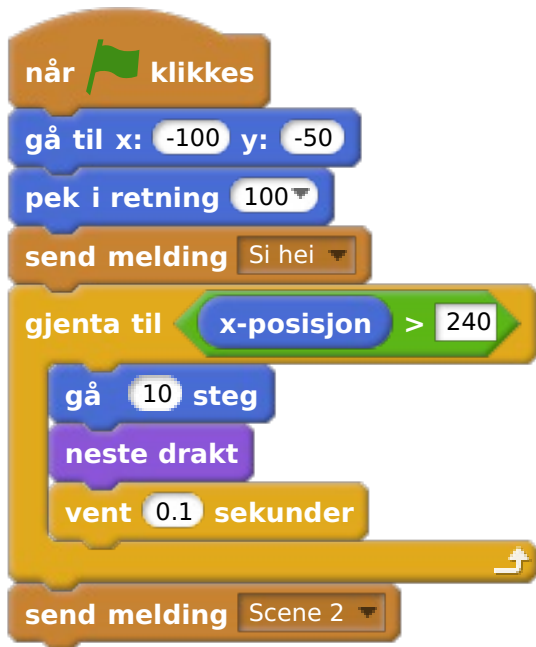 når klikkes
gå til x: -100 y: -50
pek i retning 100
send melding Si hei
gjenta til x-posisjon > 240
gå 10 steg
neste drakt
vent 0.1 sekunder
send melding Scene 2